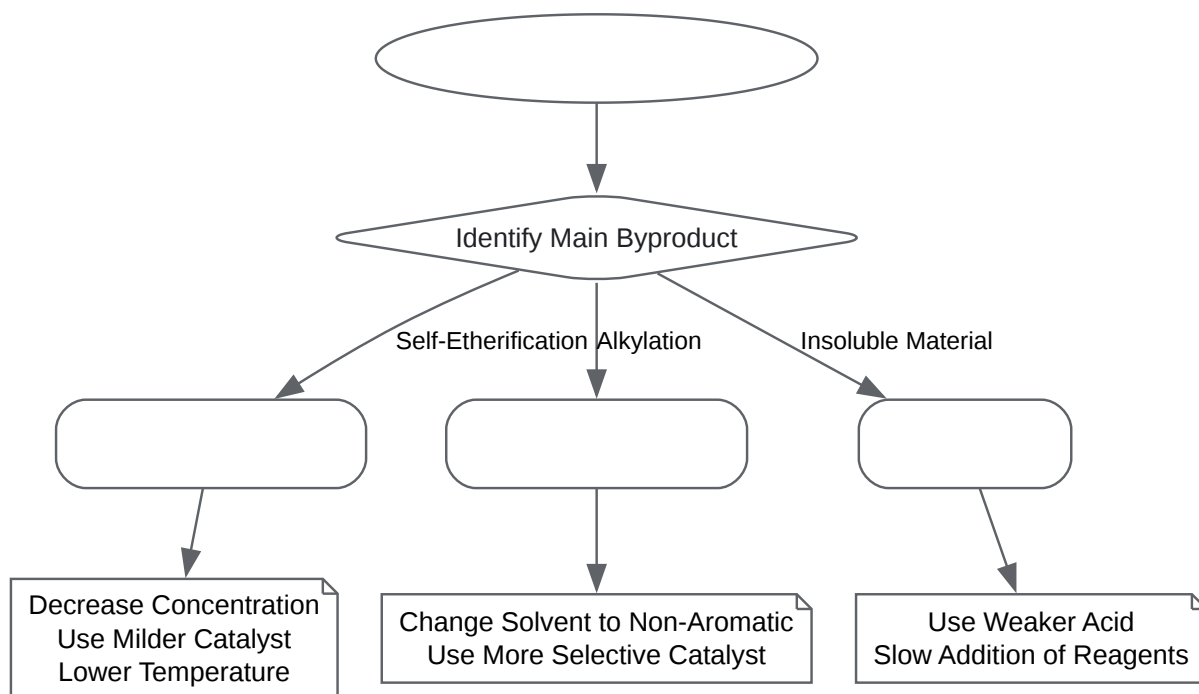 Identify Main Byproduct
Self-Etherification
Alkylation
Insoluble Material
Decrease Concentration
Use Milder Catalyst
Lower Temperature
Change Solvent to Non-Aromatic
Use More Selective Catalyst
Use Weaker Acid
Slow Addition of Reagents